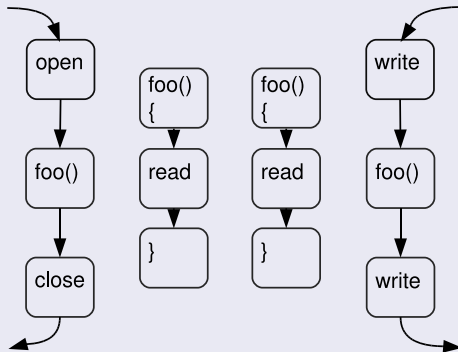 open
foo()
close
foo()
{
read
}
foo()
{
read
}
write
foo()
write